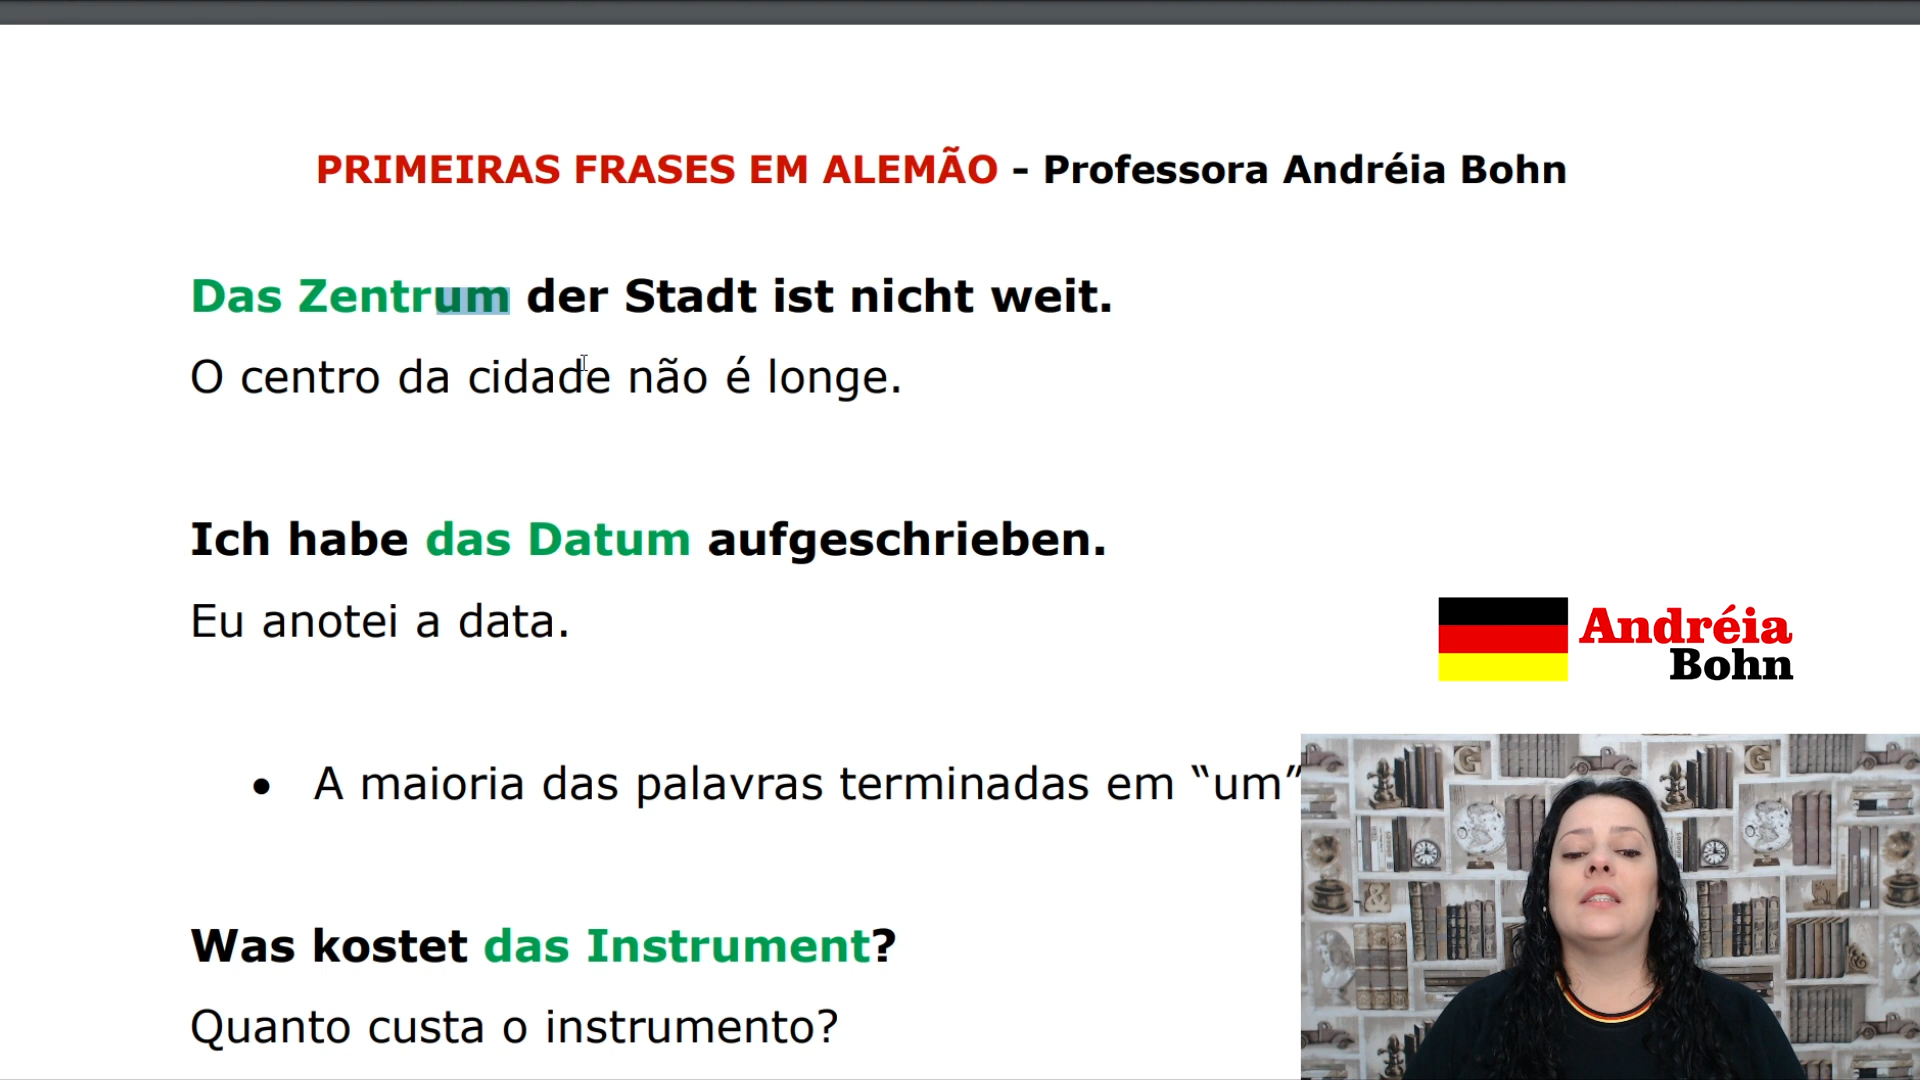 PRIMEIRAS FRASES EM ALEMÃO – Professora Andréia Bohn
Das Zentrum der Stadt ist nicht weit.
O centro da cidade não é longe.
Ich habe das Datum aufgeschrieben.
Eu anotei a data.
Andréia
Bohn
• A maioria das palavras terminadas em “um”
Was kostet das Instrument?
Quanto custa o instrumento?
G
G
&